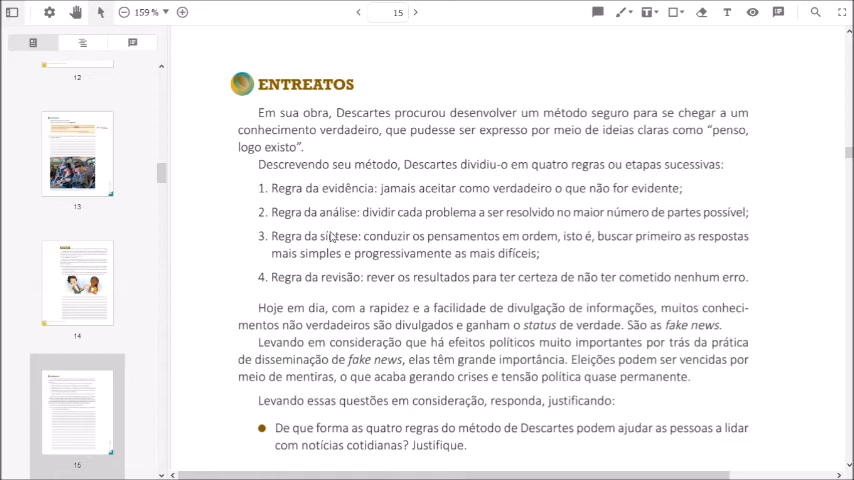 159 %
15
12
ENTREATOS
Em sua obra, Descartes procurou desenvolver um método seguro para se chegar a um
conhecimento verdadeiro, que pudesse ser expresso por meio de ideias claras como “penso,
logo existo”.
Descrevendo seu método, Descartes dividiu-o em quatro regras ou etapas sucessivas:
1. Regra da evidência: jamais aceitar como verdadeiro o que não for evidente;
2. Regra da análise: dividir cada problema a ser resolvido no maior número de partes possível;
3. Regra da síntese: conduzir os pensamentos em ordem, isto é, buscar primeiro as respostas
mais simples e progressivamente as mais difíceis;
4. Regra da revisão: rever os resultados para ter certeza de não ter cometido nenhum erro.
Hoje em dia, com a rapidez e a facilidade de divulgação de informações, muitos conheci-
mentos não verdadeiros são divulgados e ganham o status de verdade. São as fake news.
Levando em consideração que há efeitos políticos muito importantes por trás da prática
de disseminação de fake news, elas têm grande importância. Eleições podem ser vencidas por
meio de mentiras, o que acaba gerando crises e tensão política quase permanente.
Levando essas questões em consideração, responda, justificando:
De que forma as quatro regras do método de Descartes podem ajudar as pessoas a lidar
com notícias cotidianas? Justifique.
13
14
15